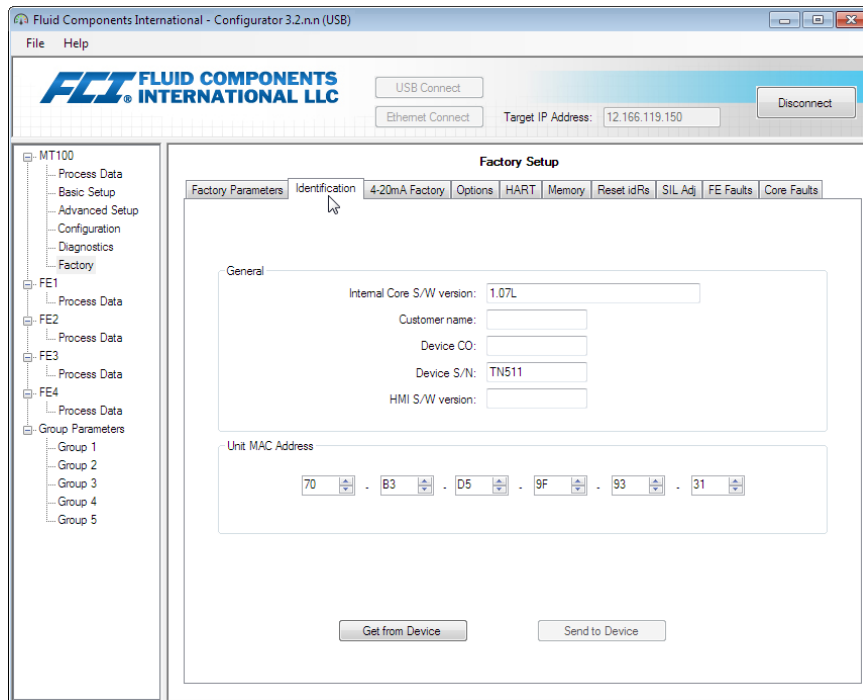 Fluid Components International - Configurator 3.2.n.n (USB)
File Help
FCI ® FLUID COMPONENTS
INTERNATIONAL LLC
USB Connect
Ethernet Connect Target IP Address: 12.166.119.150
Disconnect
MT100
Process Data
Basic Setup
Advanced Setup
Configuration
Diagnostics
Factory
FE1
Process Data
FE2
Process Data
FE3
Process Data
FE4
Process Data
Group Parameters
Group 1
Group 2
Group 3
Group 4
Group 5
Factory Setup
Factory Parameters Identification 4-20mA Factory Options HART Memory Reset idRs SIL Adj FE Faults Core Faults
General
Internal Core S/W version: 1.07L
Customer name:
Device CO:
Device S/N: TN511
HMI S/W version:
Unit MAC Address
70 . B3 . D5 . 9F . 93 . 31
Get from Device Send to Device